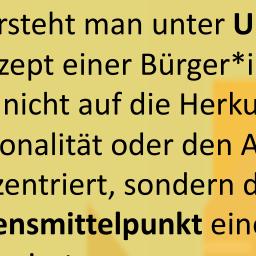 rsteht man unter U
zept einer Bürger*i
nicht auf die Herku
onalität oder den A
zentriert, sondern d
ensmittelpunkt eine